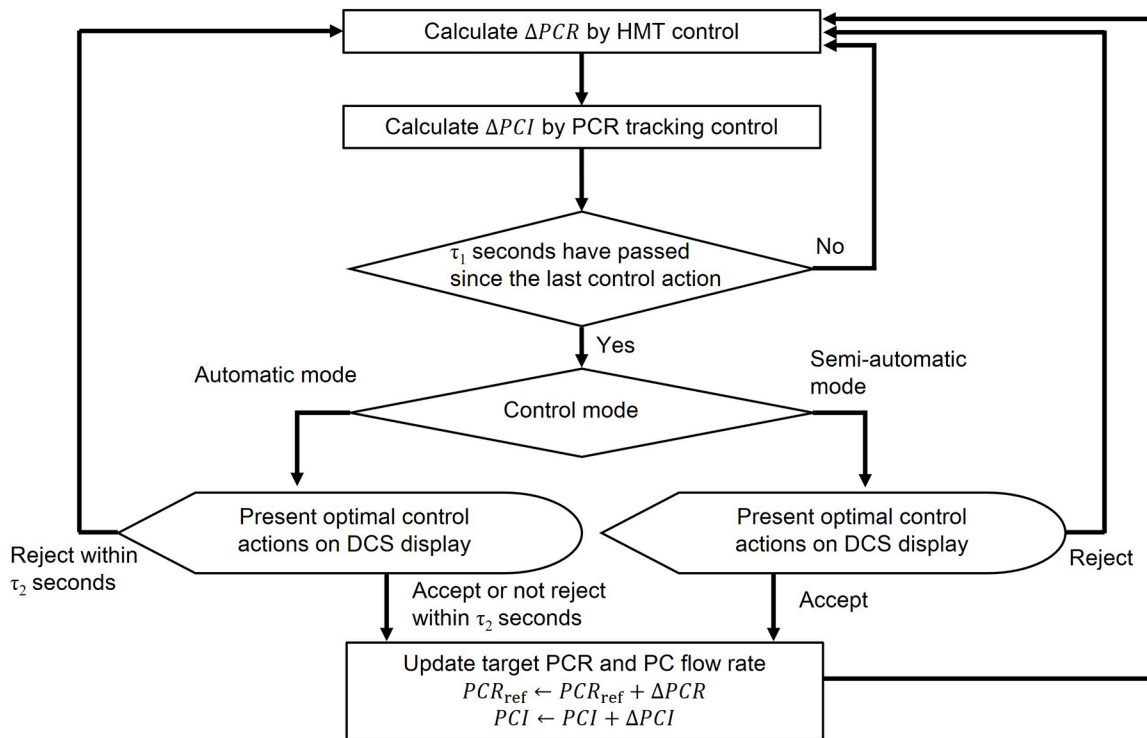 Calculate ΔPCR by HMT control
Calculate ΔPCI by PCR tracking control
τ₁ seconds have passed
since the last control action
No
Yes
Automatic mode
Semi-automatic
mode
Control mode
Present optimal control
actions on DCS display
Present optimal control
actions on DCS display
Reject within
τ₂ seconds
Reject
Accept or not reject
within τ₂ seconds
Accept
Update target PCR and PC flow rate
PCR_ref ← PCR_ref + ΔPCR
PCI ← PCI + ΔPCI